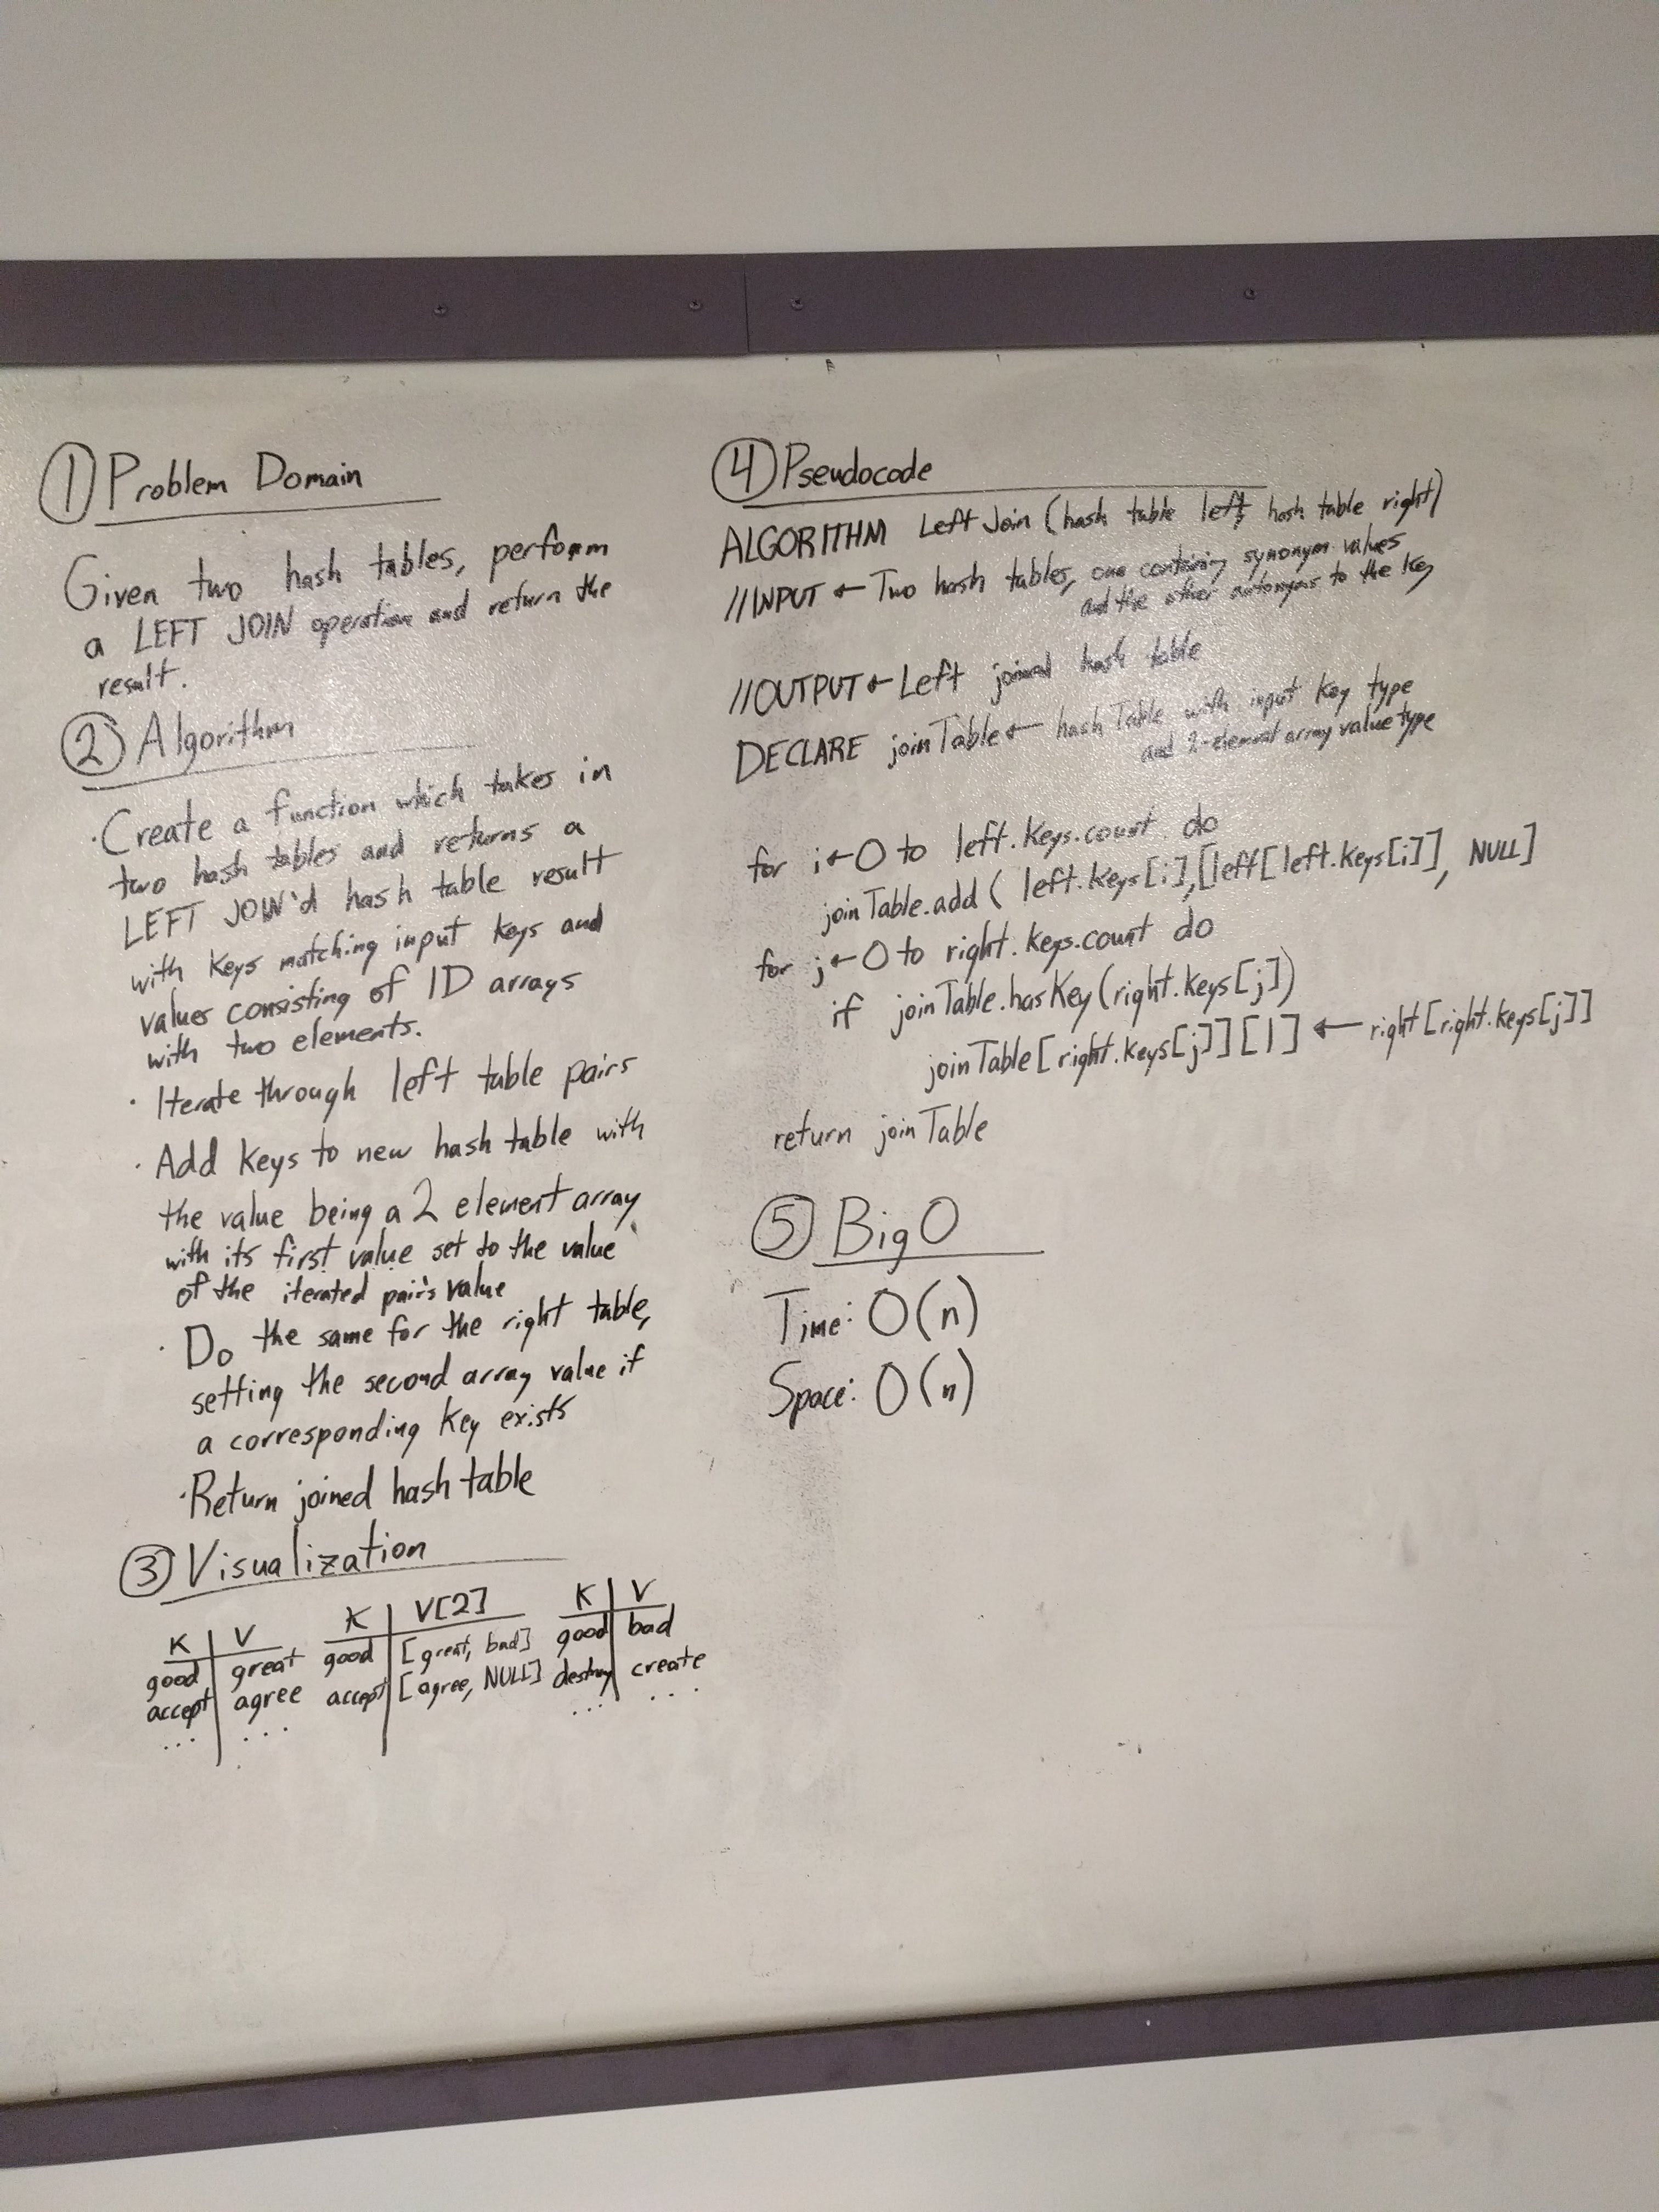 ① Problem Domain
Given two hash tables, perform
a LEFT JOIN operation and return the
result.
② Algorithm
· Create a function which takes in
two hash tables and returns a
LEFT JOIN'd hash table result
with keys matching input keys and
values consisting of 1D arrays
with two elements.
· Iterate through left table pairs
· Add keys to new hash table with
the value being a 2 element array
with its first value set to the value
of the iterated pair's value
· Do the same for the right table,
setting the second array value if
a corresponding key exists
· Return joined hash table
③ Visualization
K V
good great
accept agree
... ...
K V[2]
good [great, bad]
accept [agree, NULL]
K V
good bad
destroy create
... ...
④ Pseudocode
ALGORITHM Left Join (hash table left, hash table right)
//INPUT ← Two hash tables, one containing synonym values
and the other antonyms to the key
//OUTPUT ← Left joined hash table
DECLARE joinTable ← hashTable with input key type
and 2-element array value type
for i ← 0 to left.keys.count do
joinTable.add( left.keys[i], [left[left.keys[i]], NULL]
for j ← 0 to right.keys.count do
if joinTable.hasKey(right.keys[j])
joinTable[right.keys[j]][1] ← right[right.keys[j]]
return joinTable
⑤ Big O
Time: O(n)
Space: O(n)